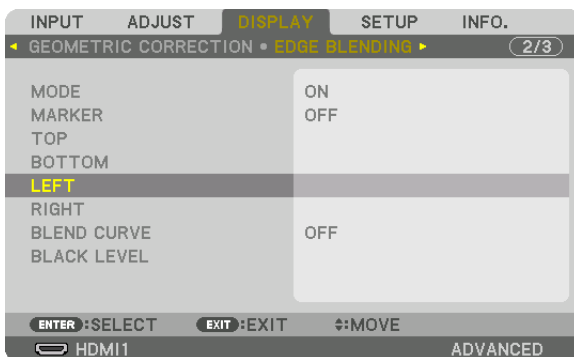 INPUT ADJUST DISPLAY SETUP INFO.
GEOMETRIC CORRECTION • EDGE BLENDING 2/3
MODE ON
MARKER OFF
TOP
BOTTOM
LEFT
RIGHT
BLEND CURVE OFF
BLACK LEVEL
ENTER :SELECT EXIT :EXIT :MOVE
HDMI1 ADVANCED